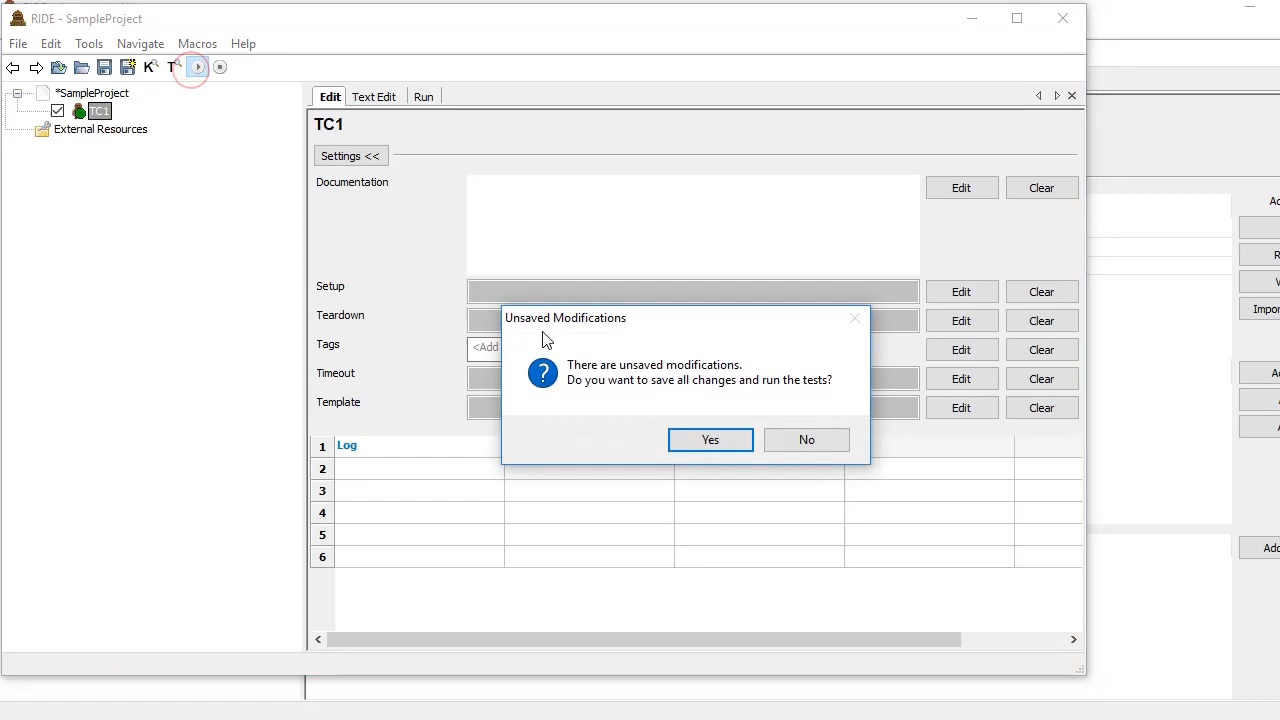 RIDE - SampleProject
File Edit Tools Navigate Macros Help
K T
*SampleProject
TC1
External Resources
Edit Text Edit Run
TC1
Settings <<
Documentation Edit Clear
Setup Edit Clear
Teardown Edit Clear
Tags <Add Edit Clear
Timeout Edit Clear
Template Edit Clear
Unsaved Modifications
There are unsaved modifications.
Do you want to save all changes and run the tests?
Yes No
1 Log
2
3
4
5
6
Impor
Add